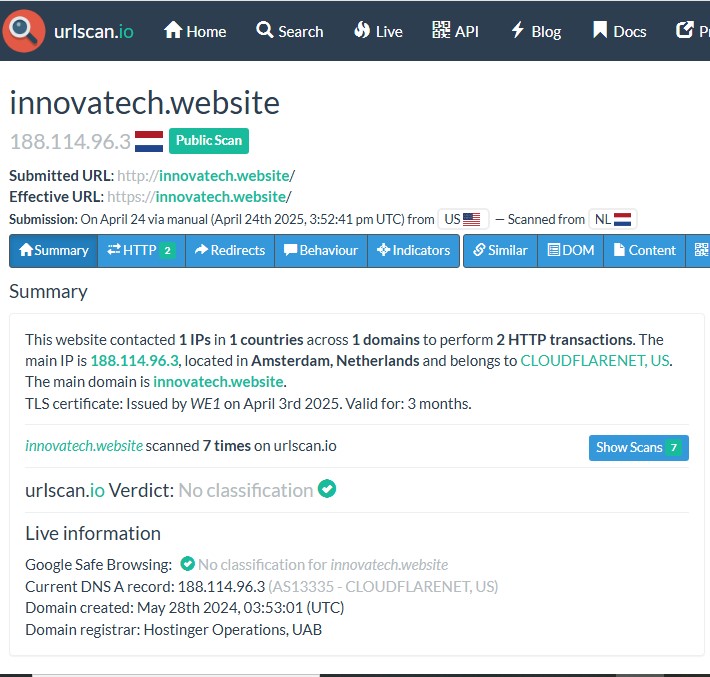 urlscan.io Home Search Live API Blog Docs
innovatech.website
188.114.96.3 Public Scan
Submitted URL: http://innovatech.website/
Effective URL: https://innovatech.website/
Submission: On April 24 via manual (April 24th 2025, 3:52:41 pm UTC) from US — Scanned from NL
Summary HTTP 2 Redirects Behaviour Indicators Similar DOM Content
Summary
This website contacted 1 IPs in 1 countries across 1 domains to perform 2 HTTP transactions. The
main IP is 188.114.96.3, located in Amsterdam, Netherlands and belongs to CLOUDFLARENET, US.
The main domain is innovatech.website.
TLS certificate: Issued by WE1 on April 3rd 2025. Valid for: 3 months.
innovatech.website scanned 7 times on urlscan.io Show Scans 7
urlscan.io Verdict: No classification
Live information
Google Safe Browsing: No classification for innovatech.website
Current DNS A record: 188.114.96.3 (AS13335 - CLOUDFLARENET, US)
Domain created: May 28th 2024, 03:53:01 (UTC)
Domain registrar: Hostinger Operations, UAB